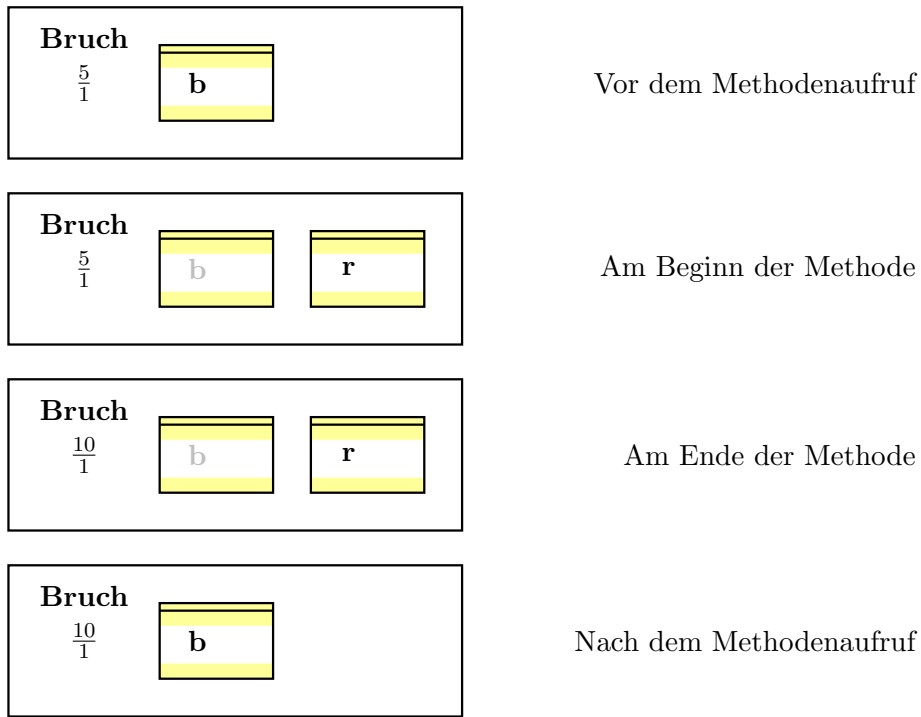 Bruch
5/1
b
Vor dem Methodenaufruf
Bruch
5/1
b
r
Am Beginn der Methode
Bruch
10/1
b
r
Am Ende der Methode
Bruch
10/1
b
Nach dem Methodenaufruf